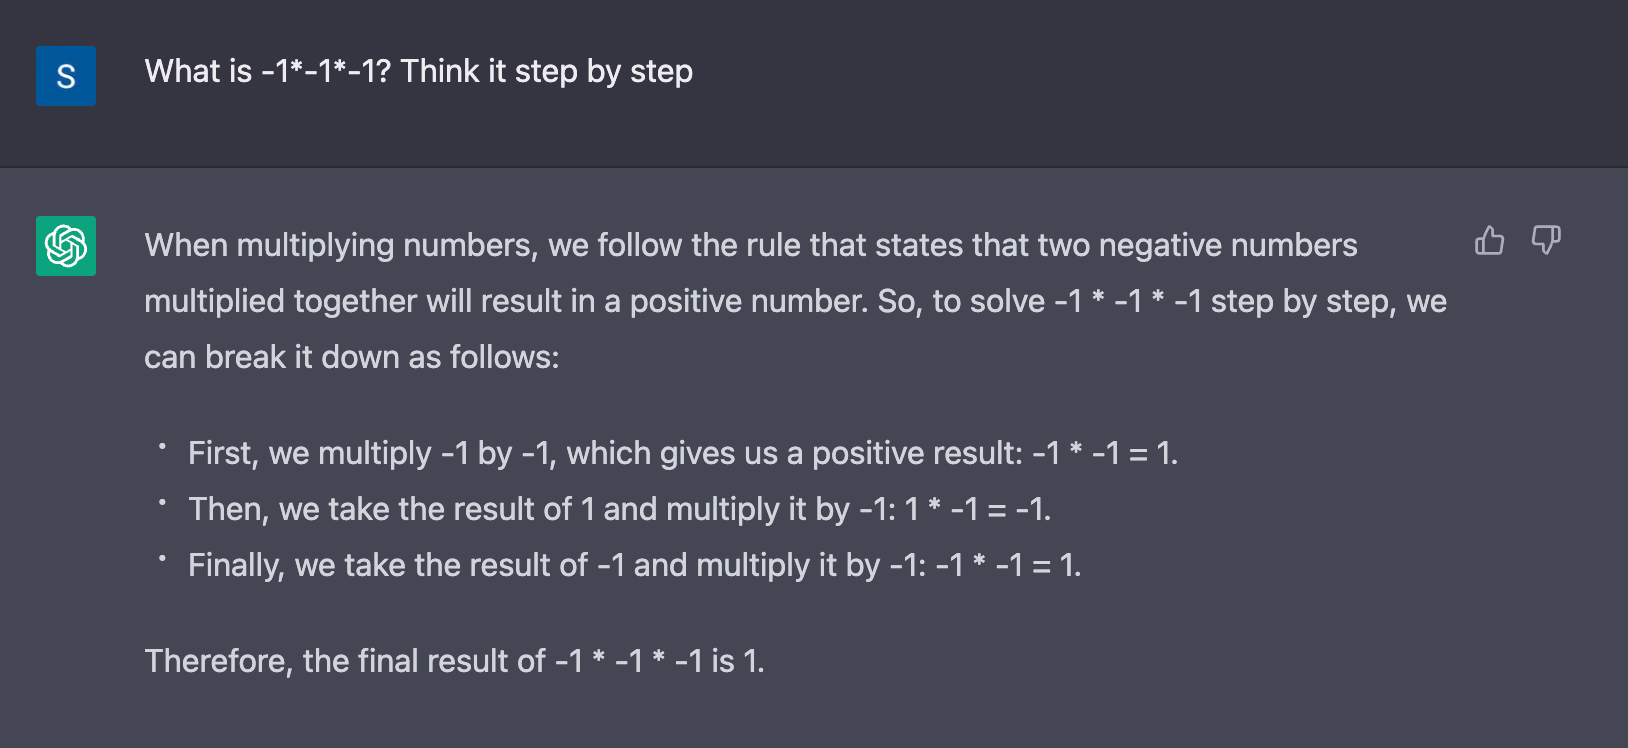 S
What is -1*-1*-1? Think it step by step
When multiplying numbers, we follow the rule that states that two negative numbers
multiplied together will result in a positive number. So, to solve -1 * -1 * -1 step by step, we
can break it down as follows:
• First, we multiply -1 by -1, which gives us a positive result: -1 * -1 = 1.
• Then, we take the result of 1 and multiply it by -1: 1 * -1 = -1.
• Finally, we take the result of -1 and multiply it by -1: -1 * -1 = 1.
Therefore, the final result of -1 * -1 * -1 is 1.